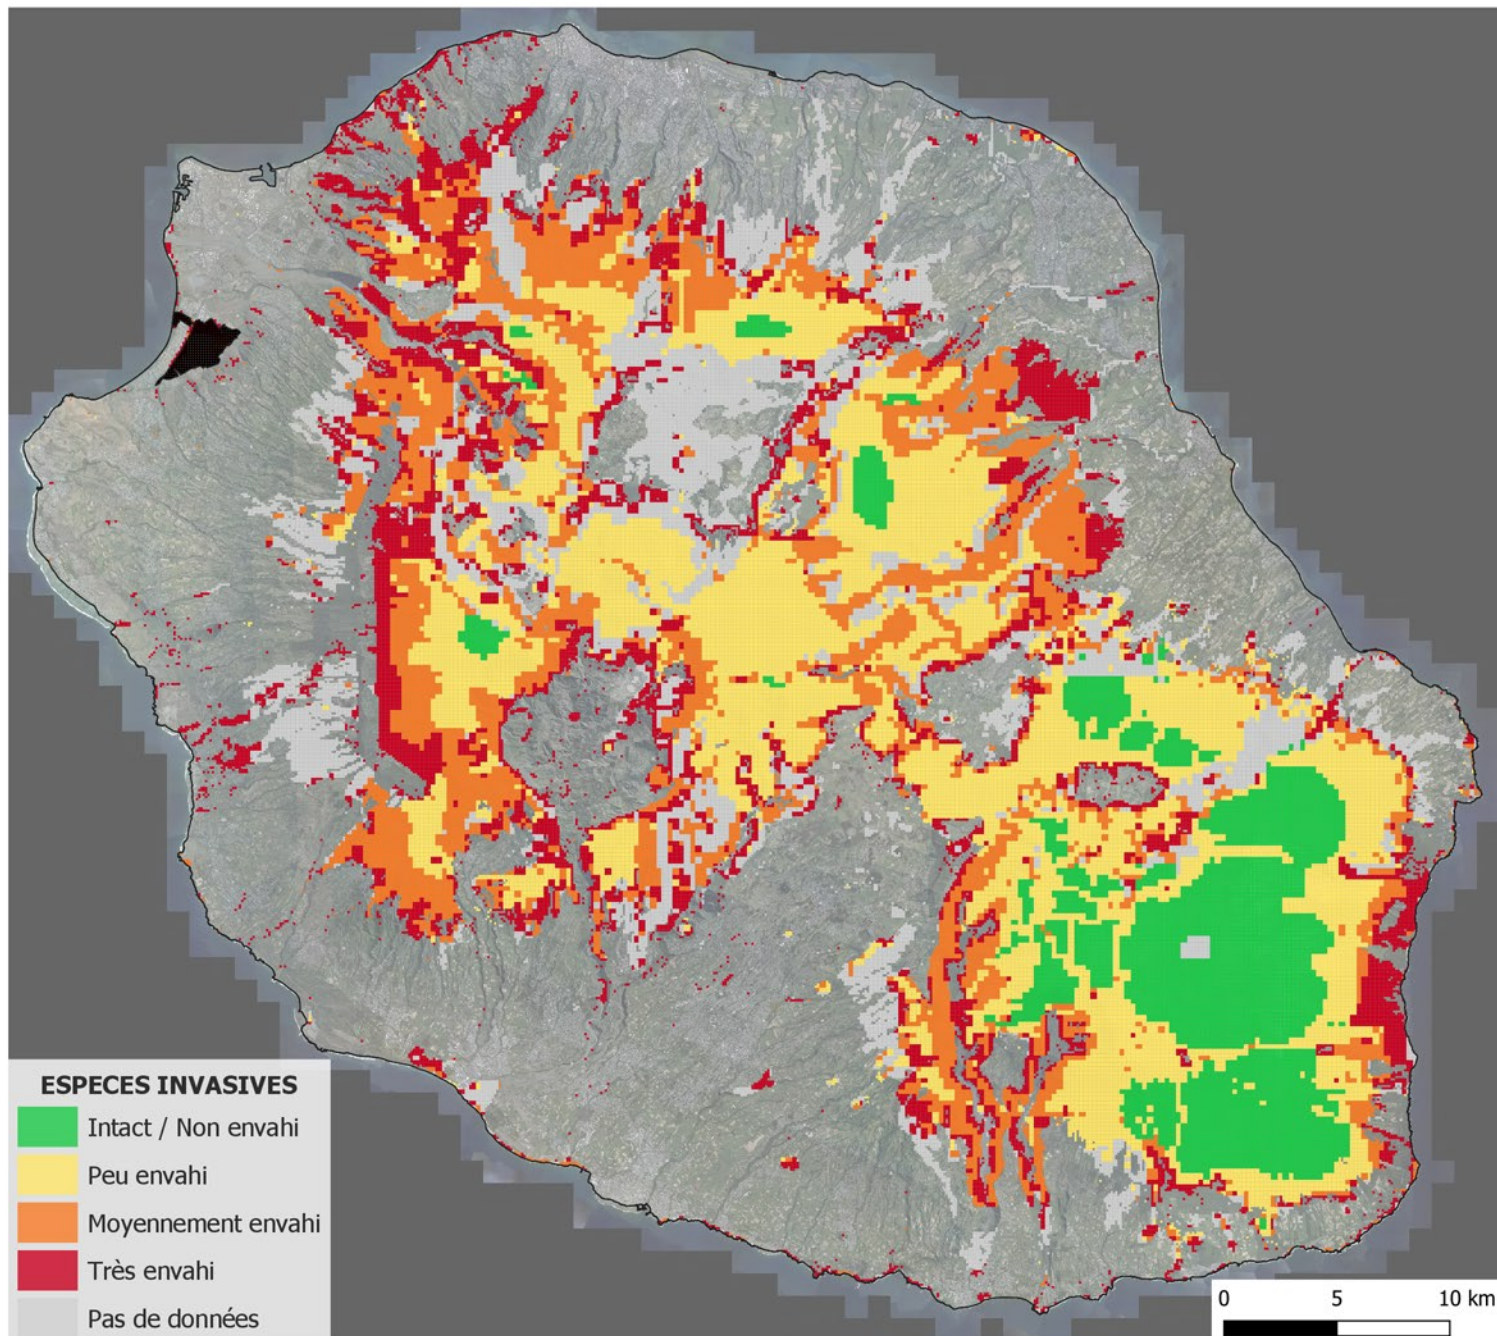 ESPECES INVASIVES
Intact / Non envahi
Peu envahi
Moyennement envahi
Très envahi
Pas de données
0 5 10 km